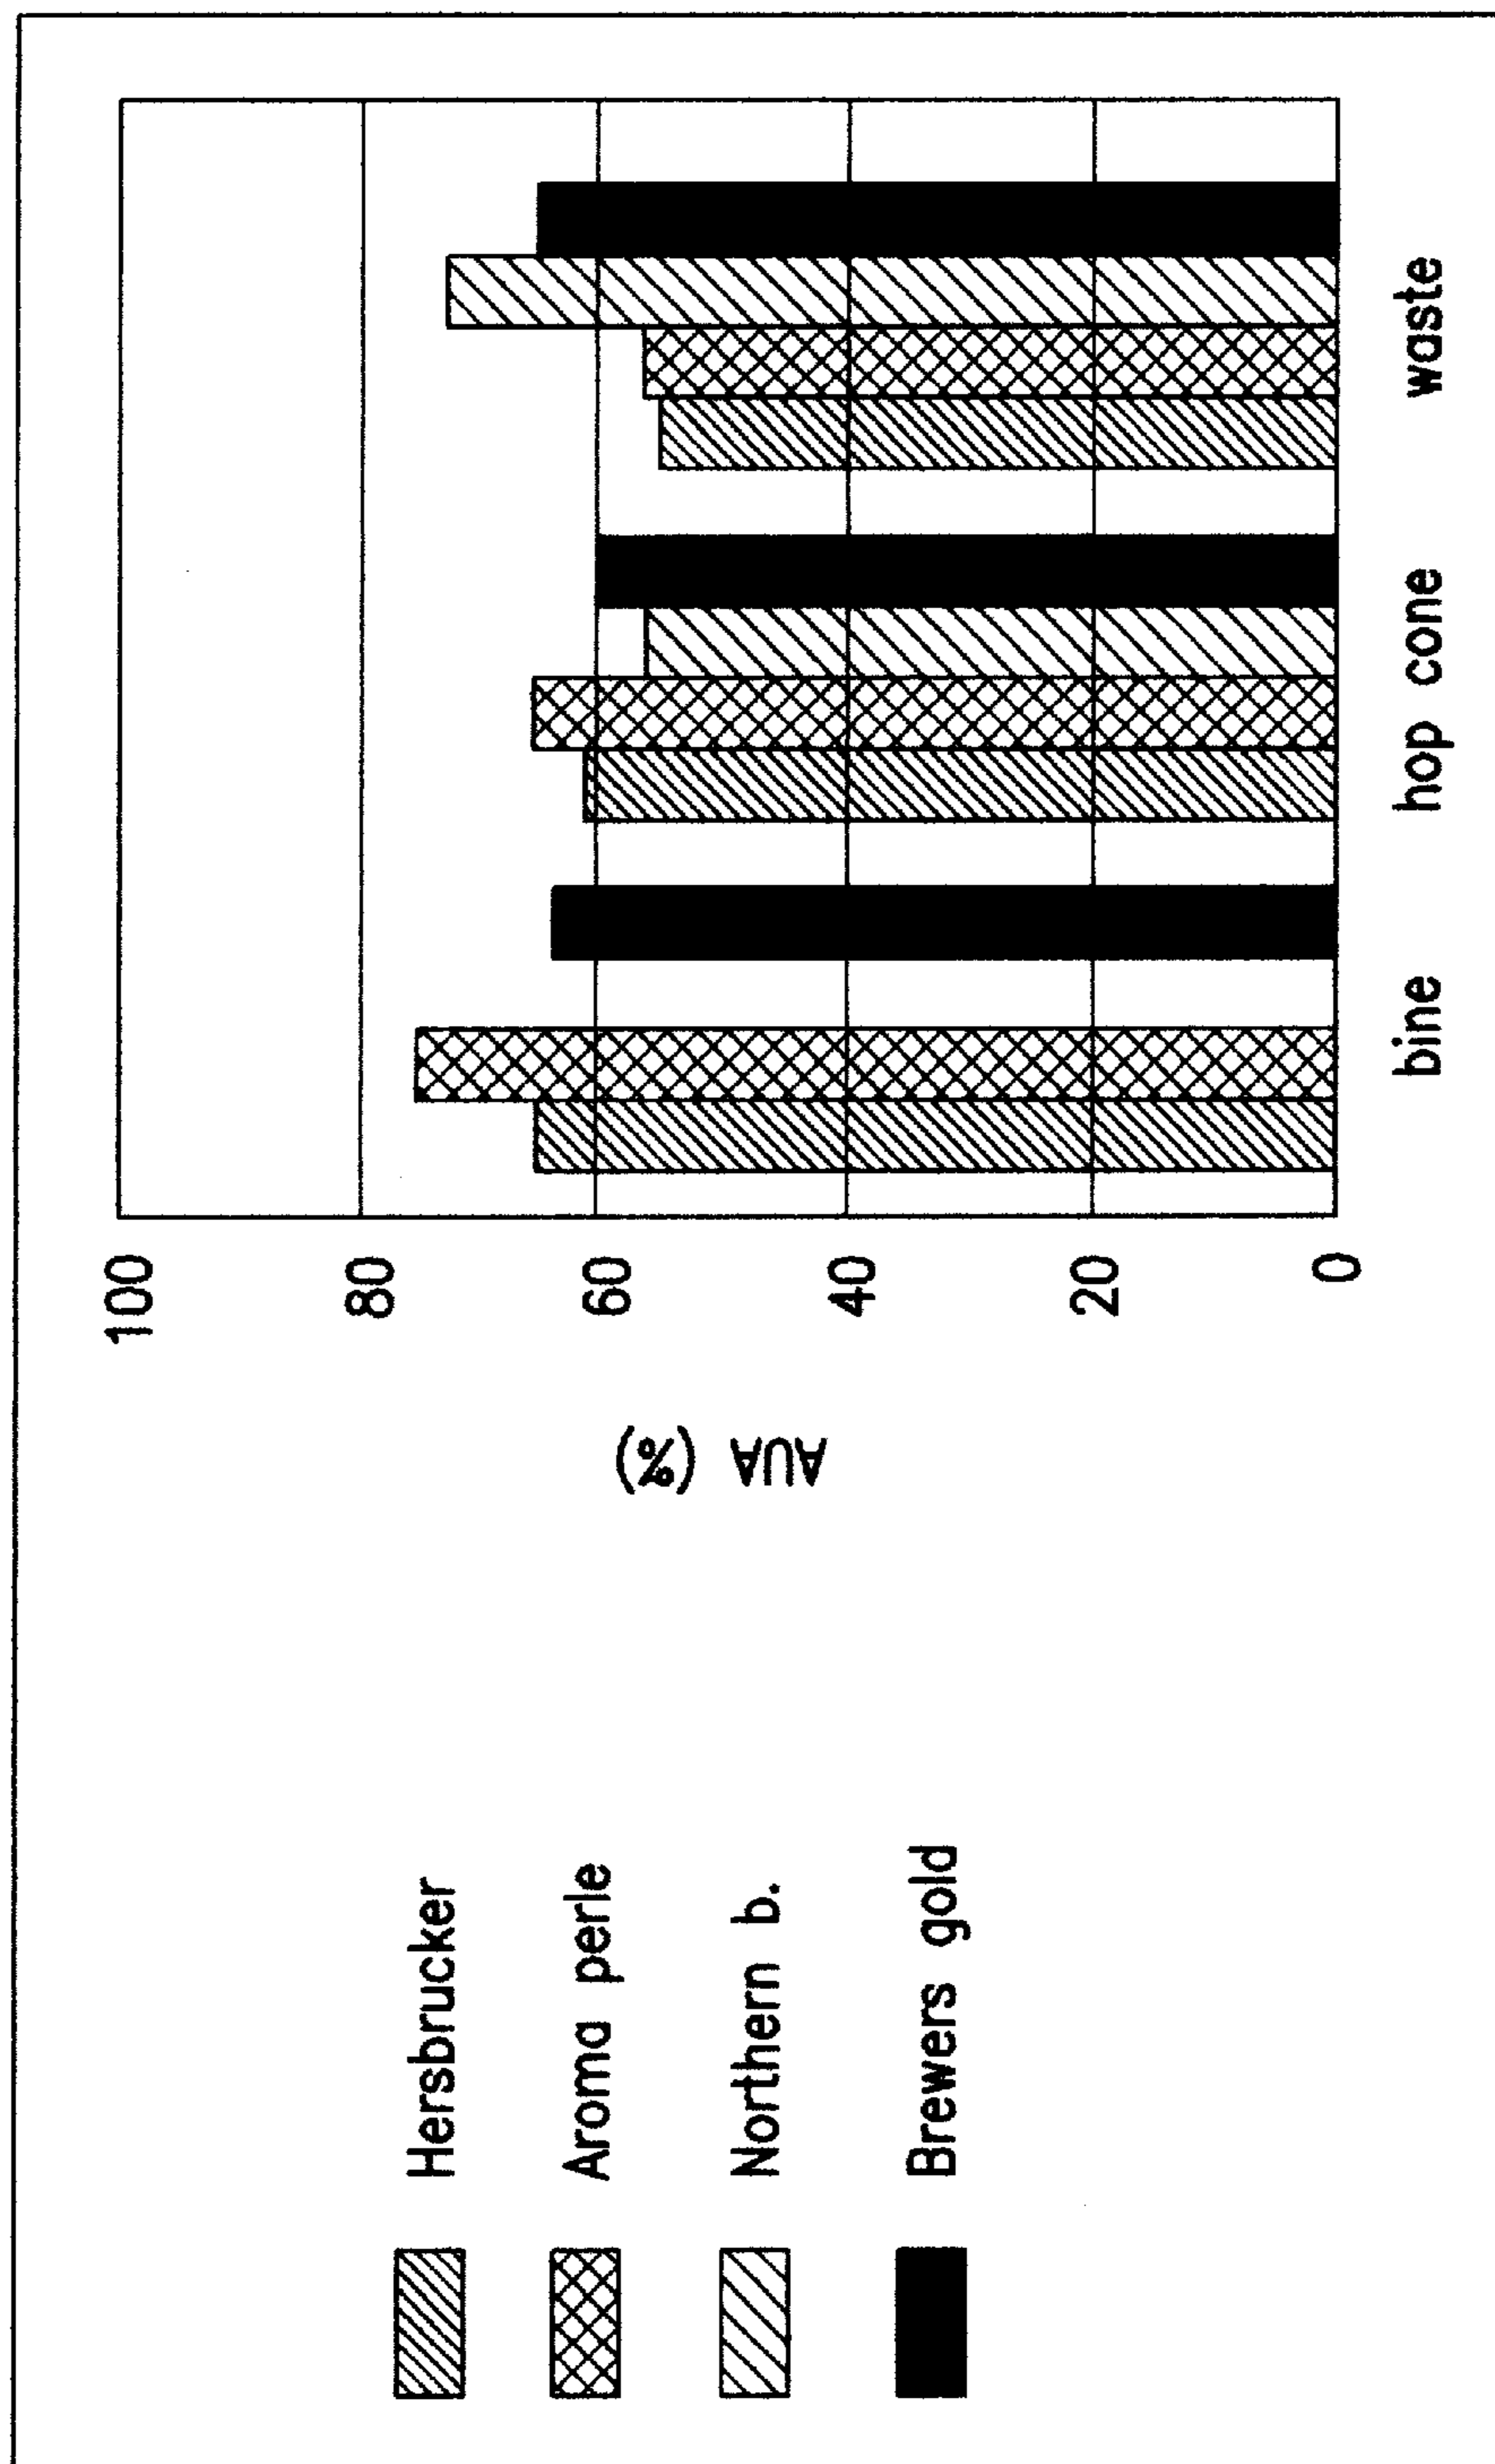 Hersbrucker
Aroma perle
Northern b.
Brewers gold
AUA (%)
100
80
60
40
20
0
bine
hop cone
waste